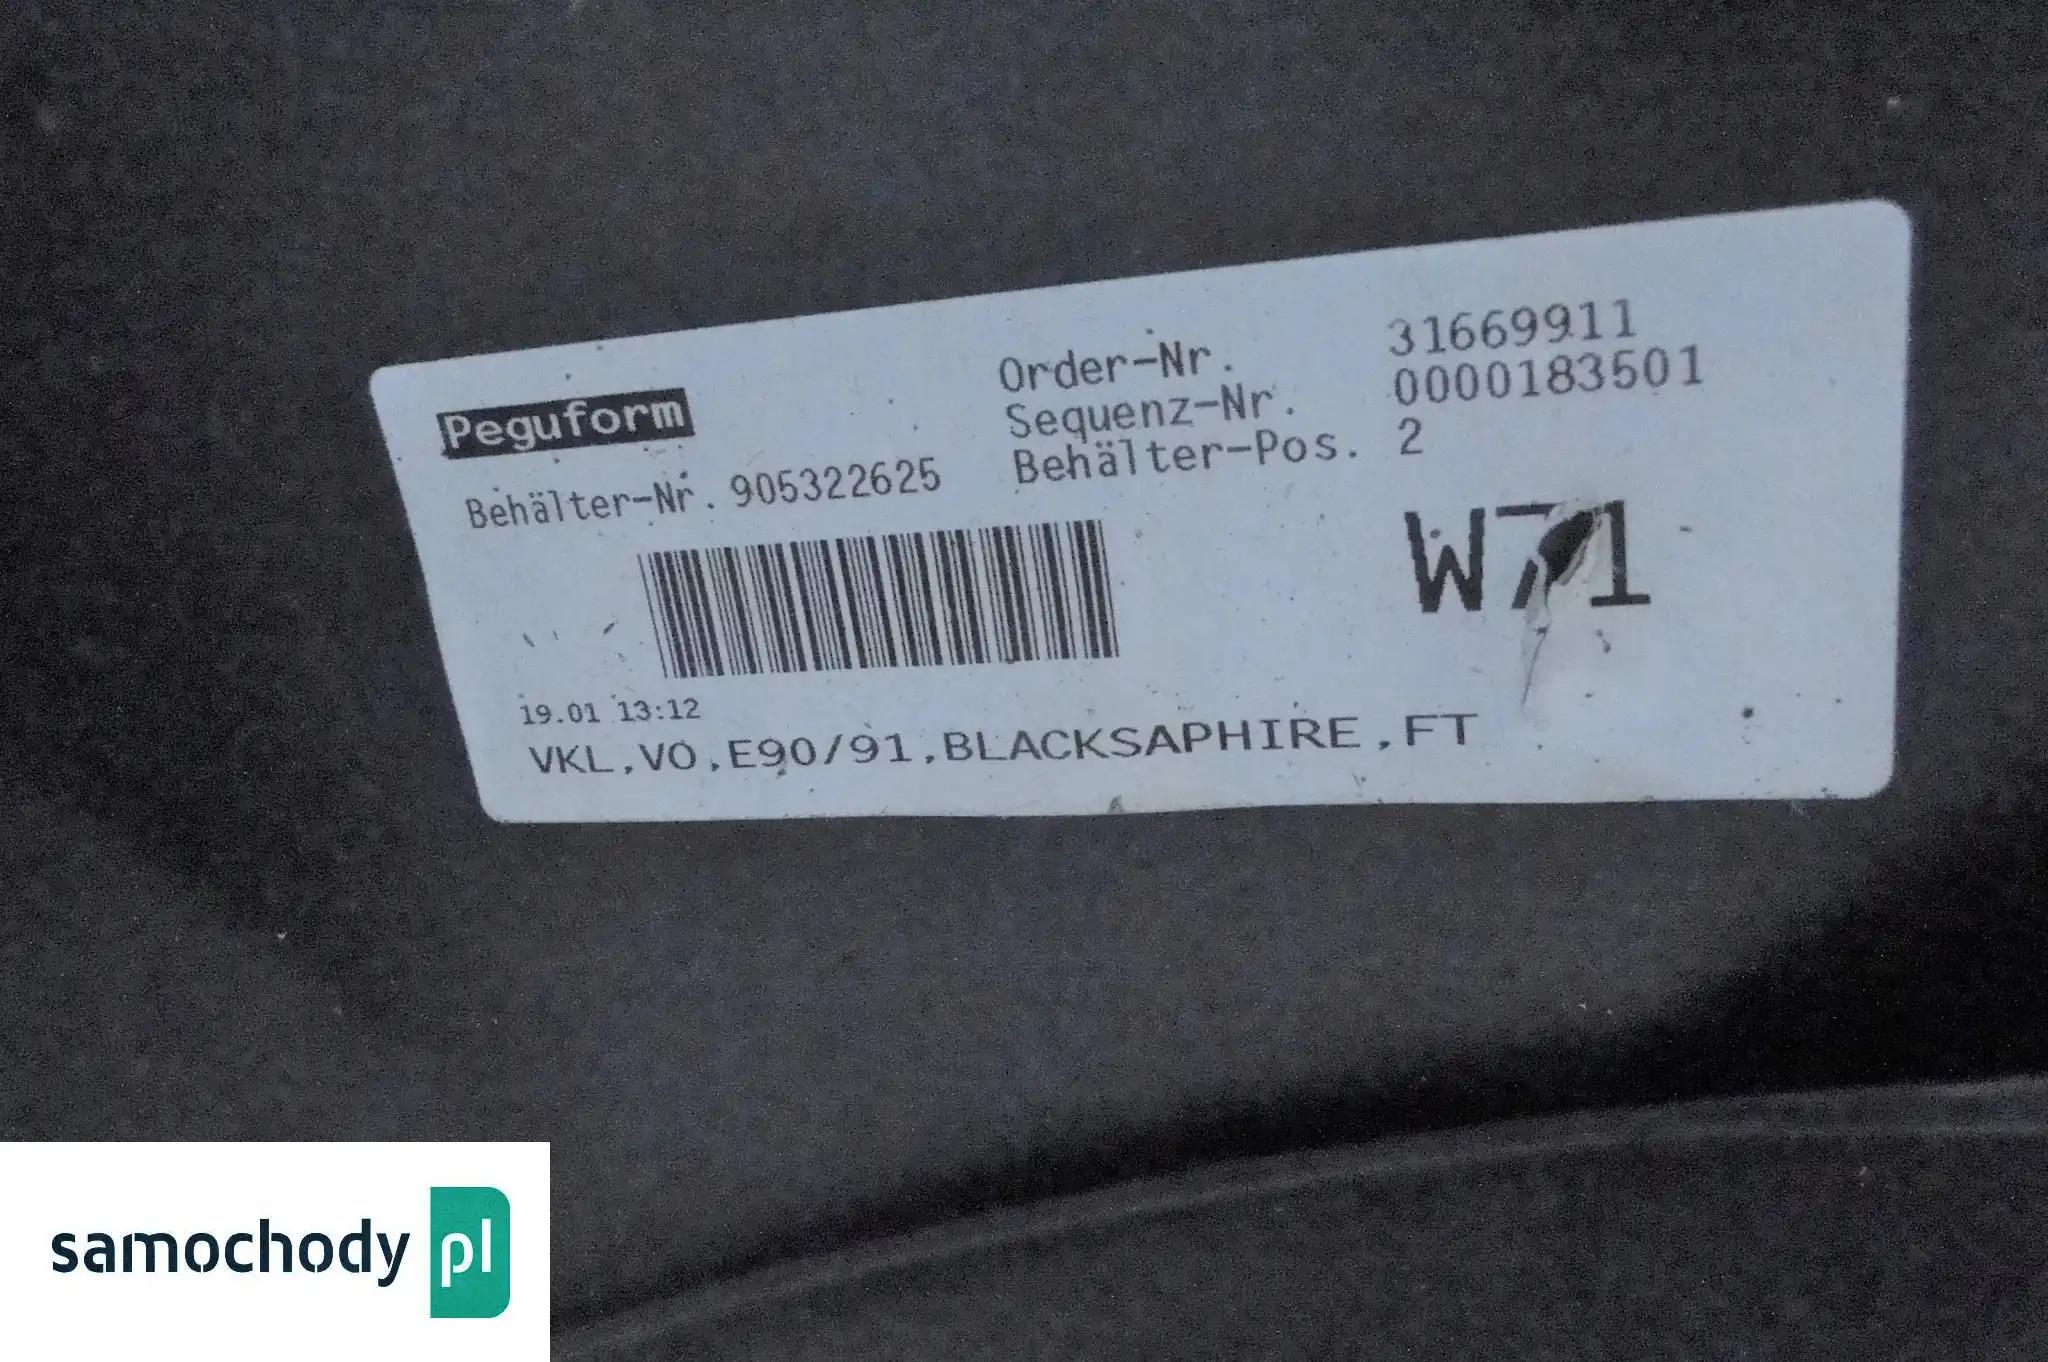 Peguform
Behälter-Nr. 905322625
Order-Nr. 31669911
Sequenz-Nr. 0000183501
Behälter-Pos. 2
W71
19.01 13:12
VKL,VO,E90/91,BLACKSAPHIRE,FT
samochody pl